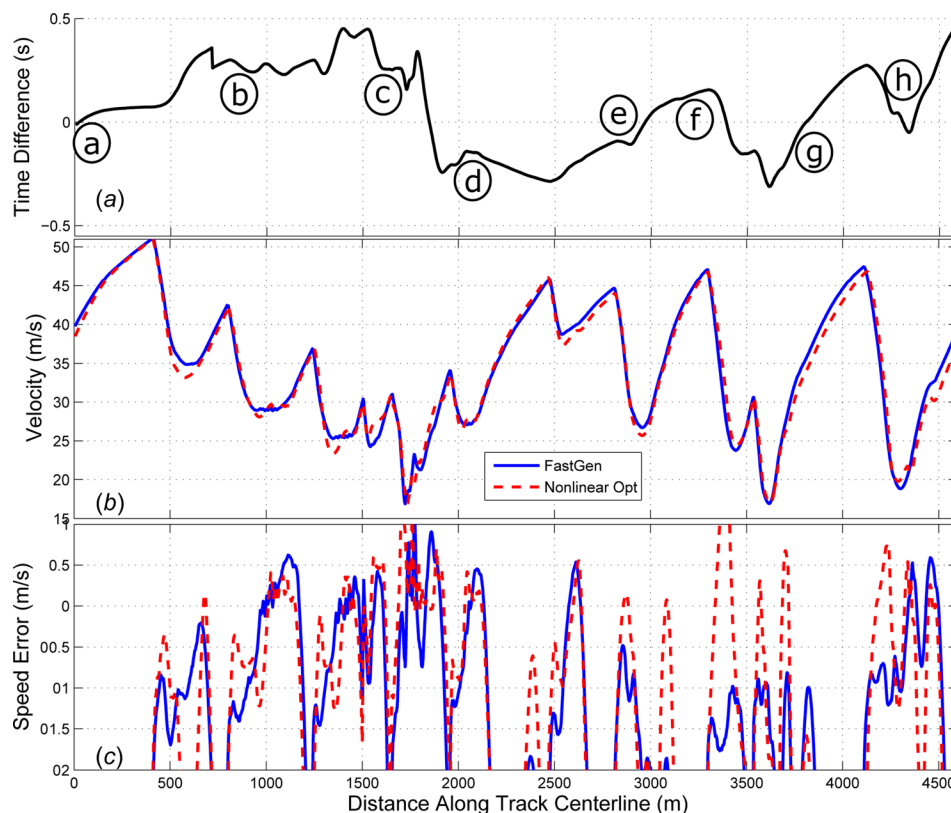 0.5
0
−0.5
Time Difference (s)
a
b
c
d
e
f
g
h
(a)
50
45
40
35
30
25
20
15
Velocity (m/s)
FastGen
Nonlinear Opt
(b)
1
0.5
0
00.5
01
01.5
02
Speed Error (m/s)
(c)
0 500 1000 1500 2000 2500 3000 3500 4000 4500
Distance Along Track Centerline (m)